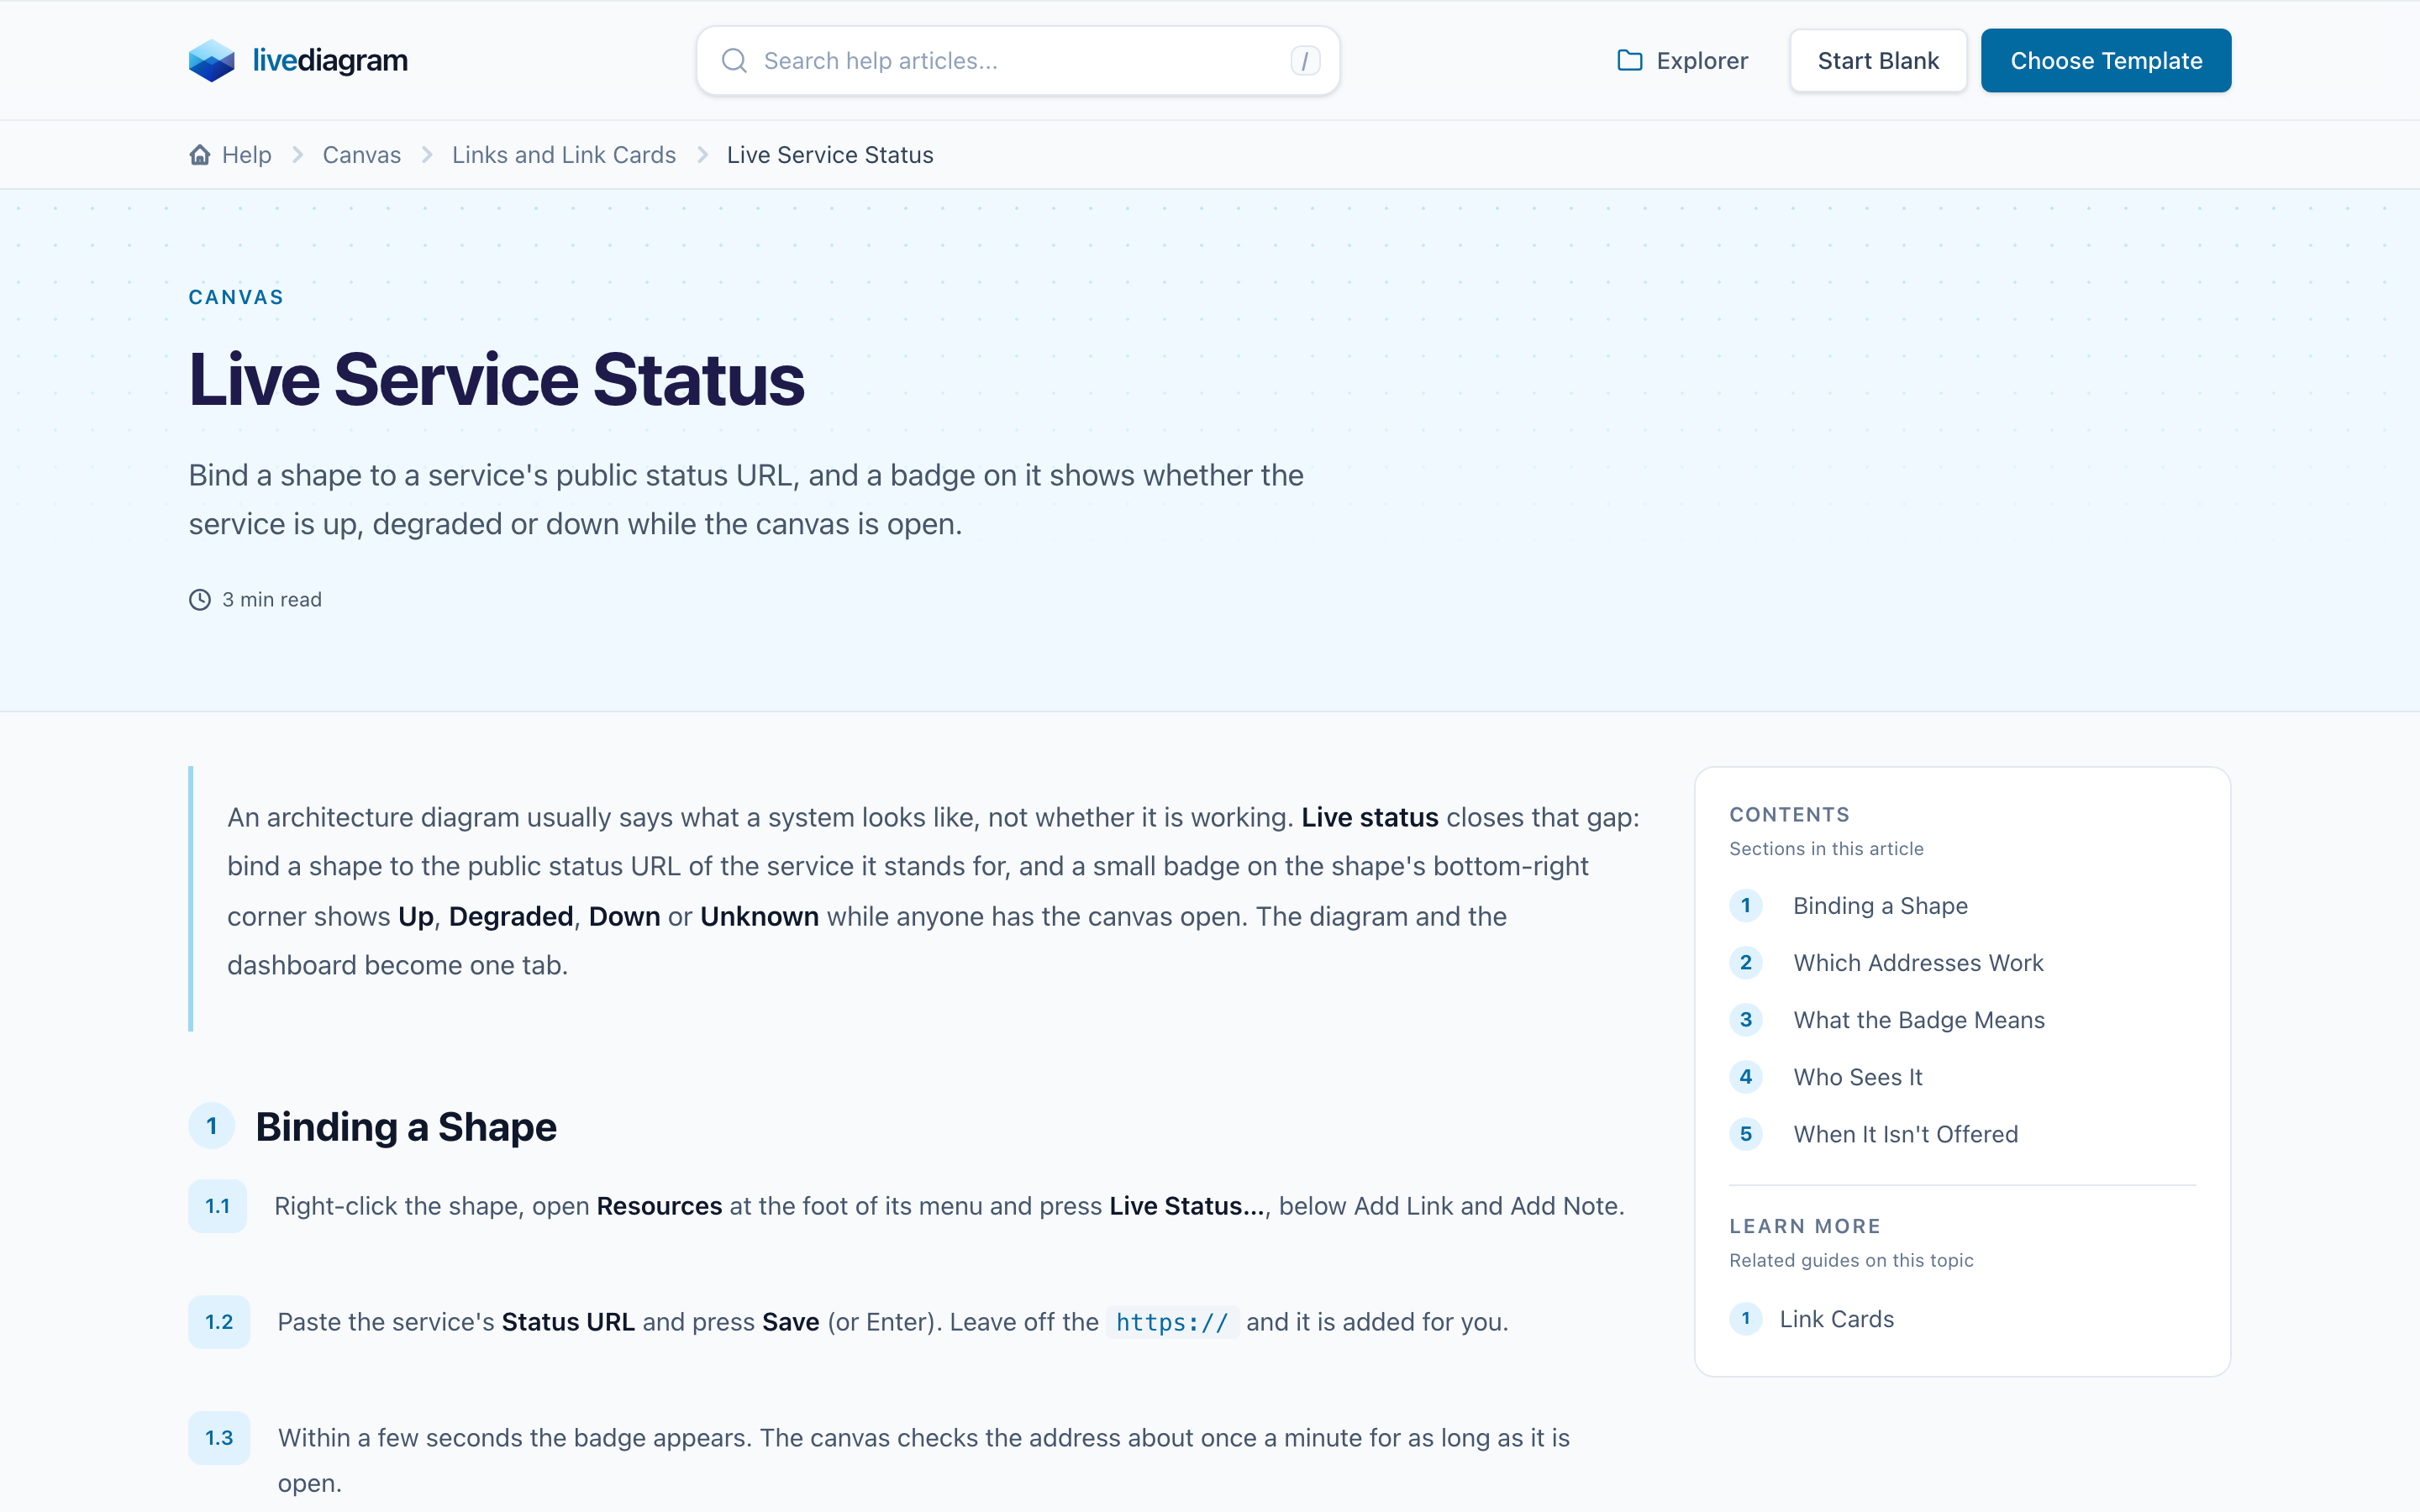 livediagram
Search help articles...
/
Explorer
Start Blank
Choose Template
Help
Canvas
Links and Link Cards
Live Service Status
CANVAS
Live Service Status
Bind a shape to a service's public status URL, and a badge on it shows whether the
service is up, degraded or down while the canvas is open.
3 min read
An architecture diagram usually says what a system looks like, not whether it is working. Live status closes that gap:
bind a shape to the public status URL of the service it stands for, and a small badge on the shape's bottom-right
corner shows Up, Degraded, Down or Unknown while anyone has the canvas open. The diagram and the
dashboard become one tab.
1 Binding a Shape
1.1 Right-click the shape, open Resources at the foot of its menu and press Live Status..., below Add Link and Add Note.
1.2 Paste the service's Status URL and press Save (or Enter). Leave off the https:// and it is added for you.
1.3 Within a few seconds the badge appears. The canvas checks the address about once a minute for as long as it is
open.
CONTENTS
Sections in this article
1 Binding a Shape
2 Which Addresses Work
3 What the Badge Means
4 Who Sees It
5 When It Isn't Offered
LEARN MORE
Related guides on this topic
1 Link Cards